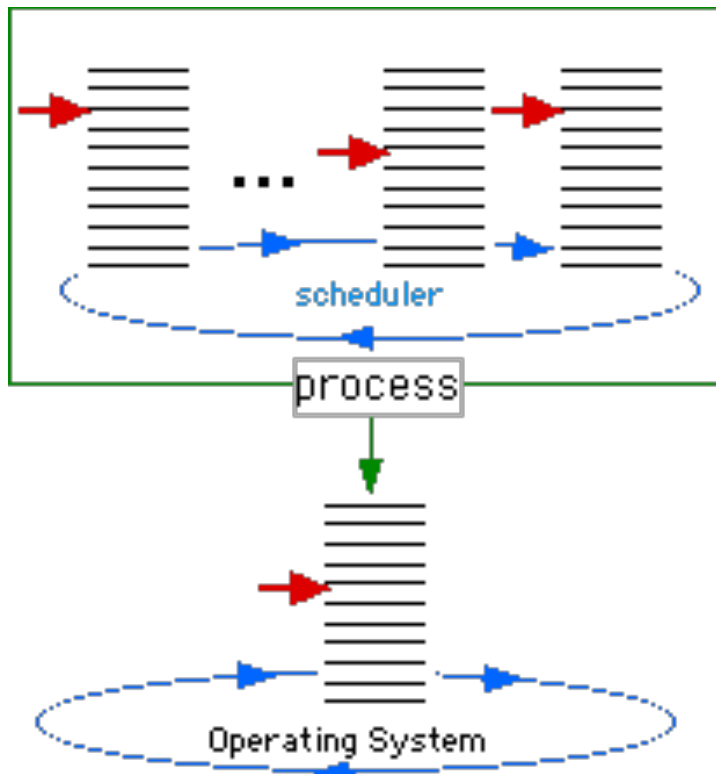 ...
scheduler
process
Operating System